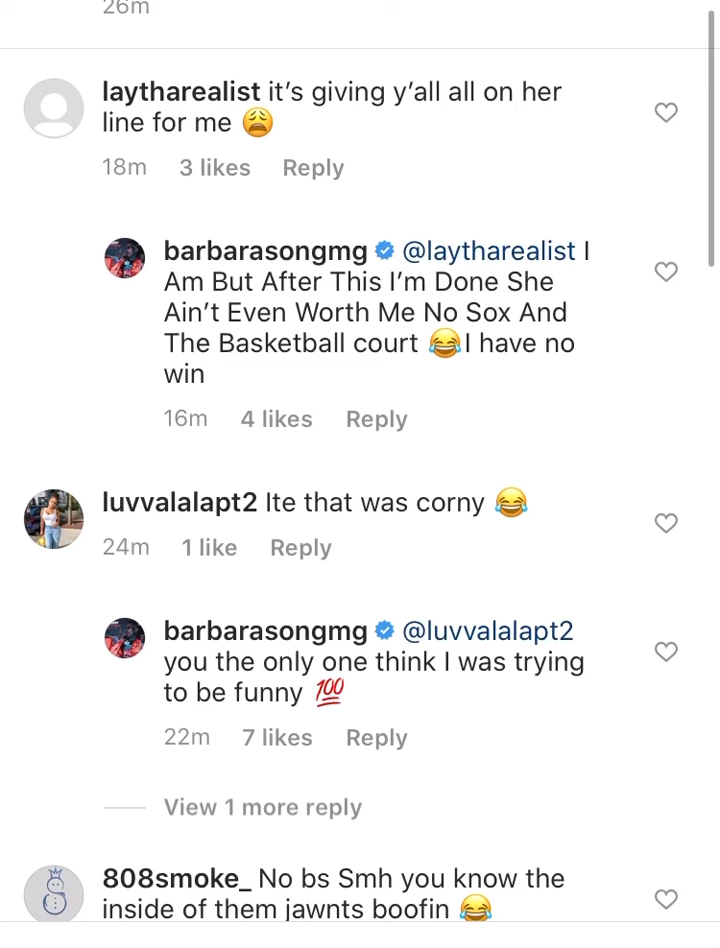 26m
laytharealist it’s giving y’all all on her
line for me 😩
18m 3 likes Reply
barbarasongmg @laytharealist I
Am But After This I’m Done She
Ain’t Even Worth Me No Sox And
The Basketball court 😂I have no
win
16m 4 likes Reply
luvvalalapt2 Ite that was corny 😂
24m 1 like Reply
barbarasongmg @luvvalalapt2
you the only one think I was trying
to be funny 💯
22m 7 likes Reply
View 1 more reply
808smoke_ No bs Smh you know the
inside of them jawnts boofin 😂